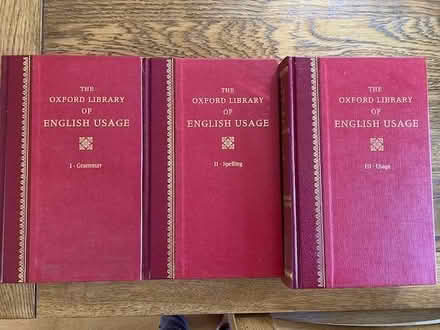 THE
OXFORD LIBRARY
OF
ENGLISH USAGE
I · Grammar
THE
OXFORD LIBRARY
OF
ENGLISH USAGE
II · Spelling
THE
OXFORD LIBRARY
OF
ENGLISH USAGE
III · Usage